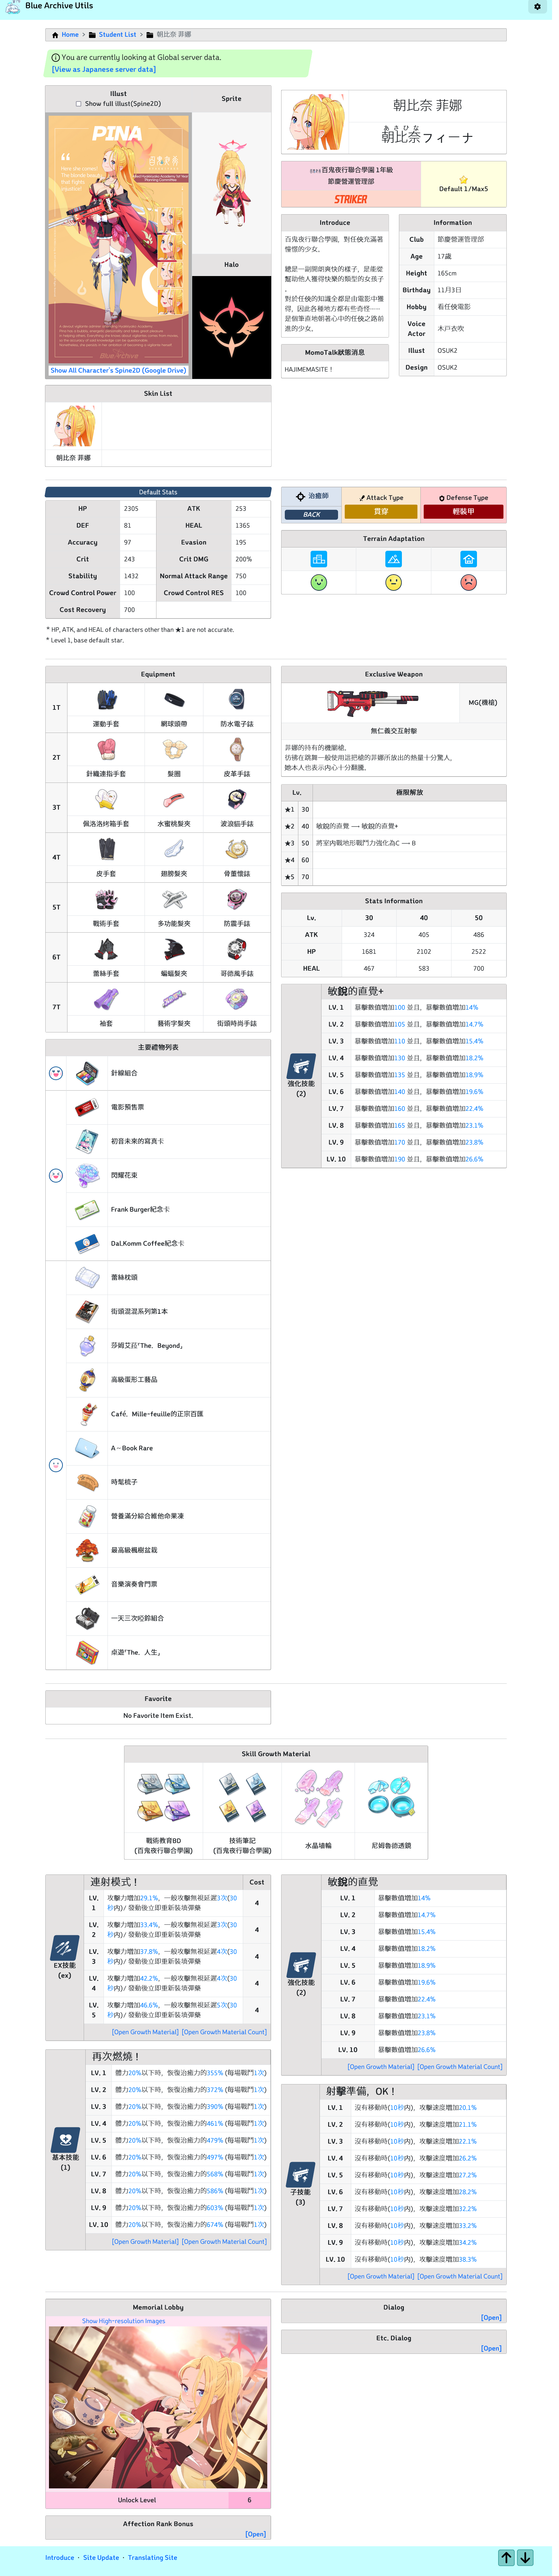 Blue Archive Utils
Home > Student List > 朝比奈 菲娜
You are currently looking at Global server data.
[View as Japanese server data]
Illust
Show full illust(Spine2D)
Sprite
PINA
Show All Character's Spine2D (Google Drive)
Halo
Skin List
朝比奈 菲娜
朝比奈 菲娜
あさひな
朝比奈フィーナ
百鬼夜行聯合學園 1年級
節慶營運管理部
STRIKER
Default 1/Max5
Introduce
百鬼夜行聯合學園，對任俠充滿著
憧憬的少女。
總是一副開朗爽快的樣子，是能從
幫助他人獲得快樂的類型的女孩子
。
對於任俠的知識全都是由電影中獲
得，因此各種地方都有些奇怪……
是個筆直地朝著心中的任俠之路前
進的少女。
MomoTalk狀態消息
HAJIMEMASITE！
Information
Club 節慶營運管理部
Age 17歲
Height 165cm
Birthday 11月3日
Hobby 看任俠電影
Voice Actor 木戸衣吹
Illust OSUK2
Design OSUK2
Default Stats
HP 2305 ATK 253
DEF 81 HEAL 1365
Accuracy 97 Evasion 195
Crit 243 Crit DMG 200%
Stability 1432 Normal Attack Range 750
Crowd Control Power 100 Crowd Control RES 100
Cost Recovery 700
* HP, ATK, and HEAL of characters other than ★1 are not accurate.
* Level 1, base default star.
治癒師
BACK
Attack Type
貫穿
Defense Type
輕裝甲
Terrain Adaptation
Equipment
1T 運動手套 網球頭帶 防水電子錶
2T 針織連指手套 髮圈 皮革手錶
3T 佩洛洛烤箱手套 水蜜桃髮夾 波浪貓手錶
4T 皮手套 翅膀髮夾 骨董懷錶
5T 戰術手套 多功能髮夾 防震手錶
6T 蕾絲手套 蝙蝠髮夾 哥德風手錶
7T 袖套 藝術字髮夾 街頭時尚手錶
主要禮物列表
針線組合
電影預售票
初音未來的寫真卡
閃耀花束
Frank Burger紀念卡
Dal.Komm Coffee紀念卡
蕾絲枕頭
街頭混混系列第1本
莎姆艾菈「The．Beyond」
高級蛋形工藝品
Café．Mille-feuille的正宗百匯
A－Book Rare
時髦梳子
營養滿分綜合維他命果凍
最高級楓樹盆栽
音樂演奏會門票
一天三次啞鈴組合
桌遊「The．人生」
Exclusive Weapon
MG(機槍)
無仁義交互射擊
菲娜的持有的機關槍。
彷彿在跳舞一般使用這把槍的菲娜所放出的熱量十分驚人，
她本人也表示內心十分翻騰。
Lv. 極限解放
★1 30
★2 40 敏銳的直覺 → 敏銳的直覺+
★3 50 將室內戰地形戰鬥力強化為C → B
★4 60
★5 70
Stats Information
Lv. 30 40 50
ATK 324 405 486
HP 1681 2102 2522
HEAL 467 583 700
強化技能
(2)
敏銳的直覺+
LV. 1 暴擊數值增加100 並且，暴擊數值增加14%
LV. 2 暴擊數值增加105 並且，暴擊數值增加14.7%
LV. 3 暴擊數值增加110 並且，暴擊數值增加15.4%
LV. 4 暴擊數值增加130 並且，暴擊數值增加18.2%
LV. 5 暴擊數值增加135 並且，暴擊數值增加18.9%
LV. 6 暴擊數值增加140 並且，暴擊數值增加19.6%
LV. 7 暴擊數值增加160 並且，暴擊數值增加22.4%
LV. 8 暴擊數值增加165 並且，暴擊數值增加23.1%
LV. 9 暴擊數值增加170 並且，暴擊數值增加23.8%
LV. 10 暴擊數值增加190 並且，暴擊數值增加26.6%
Favorite
No Favorite Item Exist.
Skill Growth Material
戰術教育BD
(百鬼夜行聯合學園)
技術筆記
(百鬼夜行聯合學園)
水晶埴輪
尼姆魯德透鏡
EX技能
(ex)
連射模式！ Cost
LV. 1 攻擊力增加29.1%，一般攻擊無視延遲3次(30
秒內)/ 發動後立即重新裝填彈藥 4
LV. 2 攻擊力增加33.4%，一般攻擊無視延遲3次(30
秒內)/ 發動後立即重新裝填彈藥 4
LV. 3 攻擊力增加37.8%，一般攻擊無視延遲4次(30
秒內)/ 發動後立即重新裝填彈藥 4
LV. 4 攻擊力增加42.2%，一般攻擊無視延遲4次(30
秒內)/ 發動後立即重新裝填彈藥 4
LV. 5 攻擊力增加46.6%，一般攻擊無視延遲5次(30
秒內)/ 發動後立即重新裝填彈藥 4
[Open Growth Material] [Open Growth Material Count]
基本技能
(1)
再次燃燒！
LV. 1 體力20%以下時，恢復治癒力的355% (每場戰鬥1次)
LV. 2 體力20%以下時，恢復治癒力的372% (每場戰鬥1次)
LV. 3 體力20%以下時，恢復治癒力的390% (每場戰鬥1次)
LV. 4 體力20%以下時，恢復治癒力的461% (每場戰鬥1次)
LV. 5 體力20%以下時，恢復治癒力的479% (每場戰鬥1次)
LV. 6 體力20%以下時，恢復治癒力的497% (每場戰鬥1次)
LV. 7 體力20%以下時，恢復治癒力的568% (每場戰鬥1次)
LV. 8 體力20%以下時，恢復治癒力的586% (每場戰鬥1次)
LV. 9 體力20%以下時，恢復治癒力的603% (每場戰鬥1次)
LV. 10 體力20%以下時，恢復治癒力的674% (每場戰鬥1次)
[Open Growth Material] [Open Growth Material Count]
強化技能
(2)
敏銳的直覺
LV. 1 暴擊數值增加14%
LV. 2 暴擊數值增加14.7%
LV. 3 暴擊數值增加15.4%
LV. 4 暴擊數值增加18.2%
LV. 5 暴擊數值增加18.9%
LV. 6 暴擊數值增加19.6%
LV. 7 暴擊數值增加22.4%
LV. 8 暴擊數值增加23.1%
LV. 9 暴擊數值增加23.8%
LV. 10 暴擊數值增加26.6%
[Open Growth Material] [Open Growth Material Count]
子技能
(3)
射擊準備，OK！
LV. 1 沒有移動時(10秒內)，攻擊速度增加20.1%
LV. 2 沒有移動時(10秒內)，攻擊速度增加21.1%
LV. 3 沒有移動時(10秒內)，攻擊速度增加22.1%
LV. 4 沒有移動時(10秒內)，攻擊速度增加26.2%
LV. 5 沒有移動時(10秒內)，攻擊速度增加27.2%
LV. 6 沒有移動時(10秒內)，攻擊速度增加28.2%
LV. 7 沒有移動時(10秒內)，攻擊速度增加32.2%
LV. 8 沒有移動時(10秒內)，攻擊速度增加33.2%
LV. 9 沒有移動時(10秒內)，攻擊速度增加34.2%
LV. 10 沒有移動時(10秒內)，攻擊速度增加38.3%
[Open Growth Material] [Open Growth Material Count]
Memorial Lobby
Show High-resolution Images
Unlock Level 6
Affection Rank Bonus
[Open]
Dialog
[Open]
Etc. Dialog
[Open]
Introduce · Site Update · Translating Site